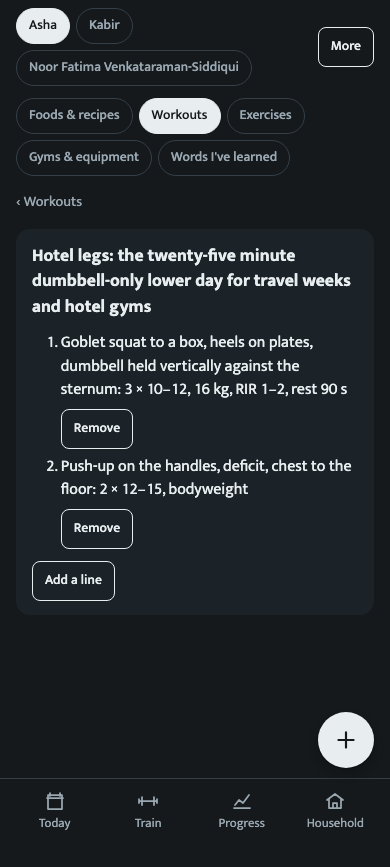 Asha
Kabir
More
Noor Fatima Venkataraman-Siddiqui
Foods & recipes
Workouts
Exercises
Gyms & equipment
Words I've learned
‹ Workouts
Hotel legs: the twenty-five minute
dumbbell-only lower day for travel weeks
and hotel gyms
1. Goblet squat to a box, heels on plates,
dumbbell held vertically against the
sternum: 3 × 10–12, 16 kg, RIR 1–2, rest 90 s
Remove
2. Push-up on the handles, deficit, chest to the
floor: 2 × 12–15, bodyweight
Remove
Add a line
Today
Train
Progress
Household